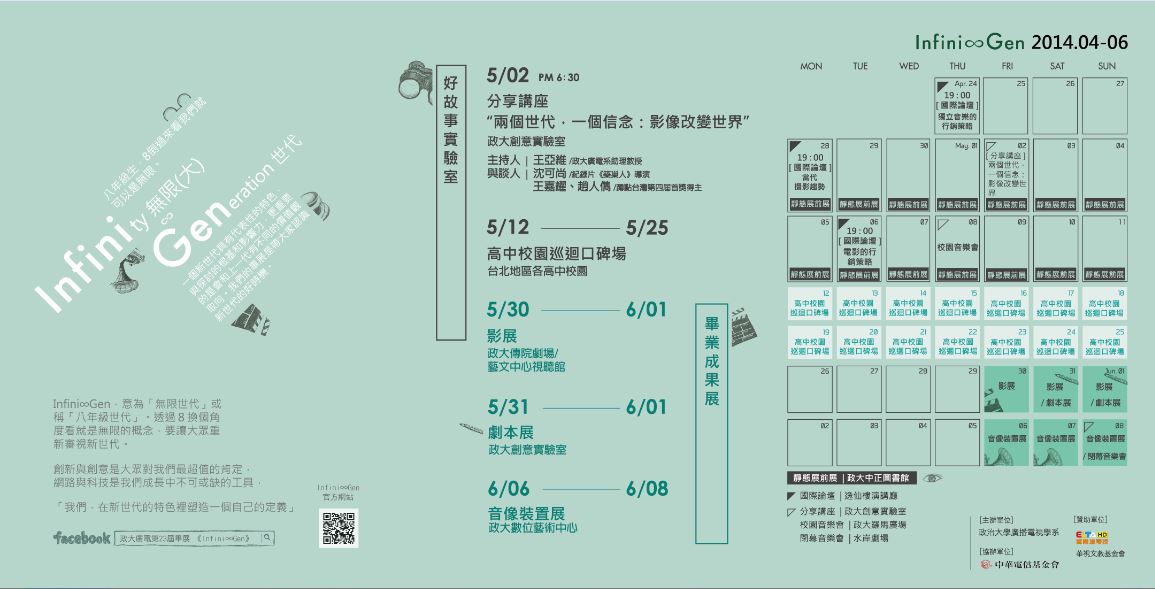 八年級生，8倒過來看我們就
可以是無限。
Infinity 無限(大)
∞
Generation 世代
Infini∞Gen，意為「無限世代」或
稱「八年級世代」。透過８換個角
度看就是無限的概念，要讓大眾重
新審視新世代。
創新與創意是大眾對我們最超值的肯定，
網路與科技是我們成長中不可或缺的工具，
「我們，在新世代的特色裡塑造一個自己的定義」
facebook
政大廣電第23屆畢展 《Infini∞Gen》
Infini∞Gen
官方網站
好故事實驗室
5/02 PM 6:30
分享講座
“兩個世代，一個信念：影像改變世界”
政大創意實驗室
主持人│王亞維/政大廣電系助理教授
與談人│沈可尚/紀錄片《築巢人》導演
王嘉耀、趙人儁/蹲點台灣第四屆首獎得主
5/12 5/25
高中校園巡迴口碑場
台北地區各高中校園
畢業成果展
5/30 6/01
影展
政大傳院劇場/
藝文中心視聽館
5/31 6/01
劇本展
政大創意實驗室
6/06 6/08
音像裝置展
政大數位藝術中心
Infini∞Gen 2014.04-06
MON TUE WED THU FRI SAT SUN
Apr. 24 25 26 27
19：00
[ 國際論壇 ]
獨立音樂的
行銷策略
28 29 30 May. 01 02 03 04
19：00
[ 國際論壇 ]
當代
攝影趨勢
[分享講座]
兩個世代，
一個信念：
影像改變世
界
靜態展前展 靜態展前展 靜態展前展 靜態展前展 靜態展前展 靜態展前展 靜態展前展
05 06 07 08 09 10 11
19：00
[ 國際論壇 ]
電影的行
銷策略
校園音樂會
靜態展前展 靜態展前展 靜態展前展 靜態展前展 靜態展前展 靜態展前展 靜態展前展
12 13 14 15 16 17 18
高中校園 高中校園 高中校園 高中校園 高中校園 高中校園 高中校園
巡迴口碑場 巡迴口碑場 巡迴口碑場 巡迴口碑場 巡迴口碑場 巡迴口碑場 巡迴口碑場
19 20 21 22 23 24 25
高中校園 高中校園 高中校園 高中校園 高中校園 高中校園 高中校園
巡迴口碑場 巡迴口碑場 巡迴口碑場 巡迴口碑場 巡迴口碑場 巡迴口碑場 巡迴口碑場
26 27 28 29 30 31 Jun. 01
影展 影展 影展
/劇本展 /劇本展
02 03 04 05 06 07 08
音像裝置展 音像裝置展 音像裝置展
/閉幕音樂會
靜態展前展│政大中正圖書館
國際論壇│逸仙樓演講廳
分享講座│政大創意實驗室
校園音樂會│政大羅馬廣場
閉幕音樂會│水岸劇場
[主辦單位]
政治大學廣播電視學系
[協辦單位]
中華電信基金會
[贊助單位]
華視文教基金會